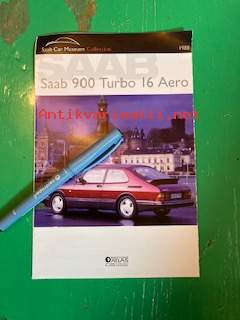 Saab Car Museum Collection
1988
SAAB
Saab 900 Turbo 16 Aero
Antikvariaatti.net
ATLAS